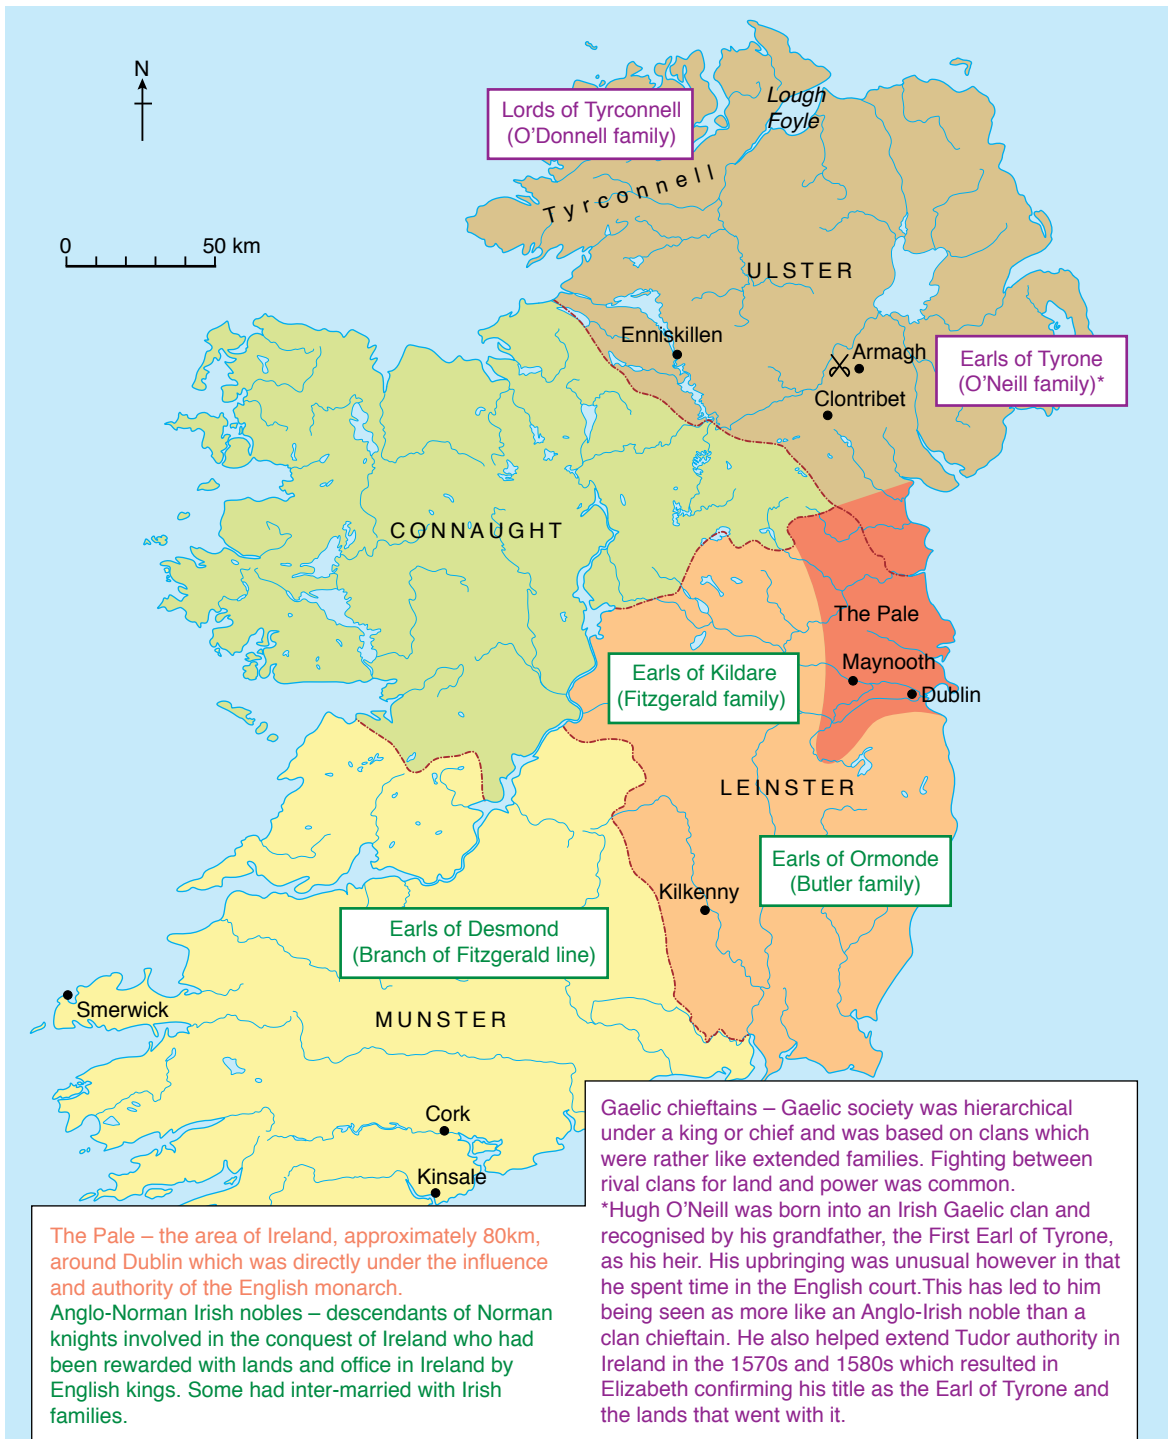 N
0 50 km
Lords of Tyrconnell
(O'Donnell family)
Lough
Foyle
Tyrconnell
ULSTER
Enniskillen
Armagh
Clontribet
Earls of Tyrone
(O'Neill family)*
CONNAUGHT
The Pale
Maynooth
Dublin
Earls of Kildare
(Fitzgerald family)
LEINSTER
Earls of Ormonde
(Butler family)
Kilkenny
Earls of Desmond
(Branch of Fitzgerald line)
Smerwick
MUNSTER
Cork
Kinsale
The Pale – the area of Ireland, approximately 80km,
around Dublin which was directly under the influence
and authority of the English monarch.
Anglo-Norman Irish nobles – descendants of Norman
knights involved in the conquest of Ireland who had
been rewarded with lands and office in Ireland by
English kings. Some had inter-married with Irish
families.
Gaelic chieftains – Gaelic society was hierarchical
under a king or chief and was based on clans which
were rather like extended families. Fighting between
rival clans for land and power was common.
*Hugh O'Neill was born into an Irish Gaelic clan and
recognised by his grandfather, the First Earl of Tyrone,
as his heir. His upbringing was unusual however in that
he spent time in the English court.This has led to him
being seen as more like an Anglo-Irish noble than a
clan chieftain. He also helped extend Tudor authority in
Ireland in the 1570s and 1580s which resulted in
Elizabeth confirming his title as the Earl of Tyrone and
the lands that went with it.